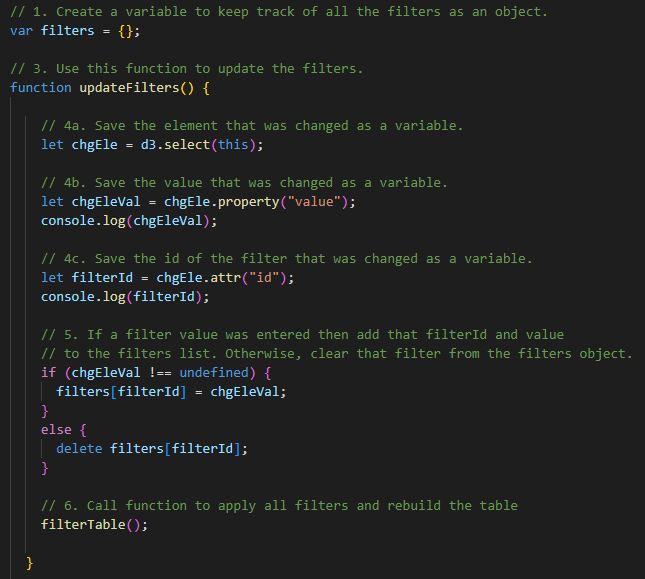 // 1. Create a variable to keep track of all the filters as an object.
var filters = {};
// 3. Use this function to update the filters.
function updateFilters() {
// 4a. Save the element that was changed as a variable.
let chgEle = d3.select(this);
// 4b. Save the value that was changed as a variable.
let chgEleVal = chgEle.property("value");
console.log(chgEleVal);
// 4c. Save the id of the filter that was changed as a variable.
let filterId = chgEle.attr("id");
console.log(filterId);
// 5. If a filter value was entered then add that filterId and value
// to the filters list. Otherwise, clear that filter from the filters object.
if (chgEleVal !== undefined) {
filters[filterId] = chgEleVal;
}
else {
delete filters[filterId];
}
// 6. Call function to apply all filters and rebuild the table
filterTable();
}